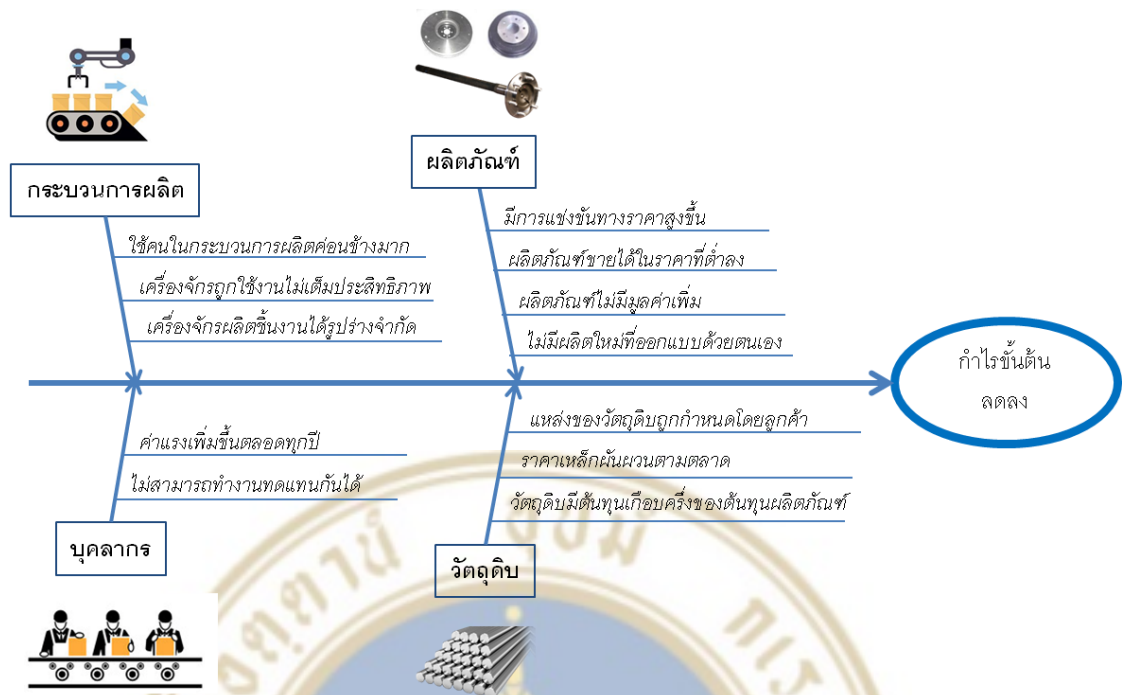 กระบวนการผลิต
ใช้คนในกระบวนการผลิตค่อนข้างมาก
เครื่องจักรถูกใช้งานไม่เต็มประสิทธิภาพ
เครื่องจักรผลิตชิ้นงานได้รูปร่างจำกัด
ผลิตภัณฑ์
มีการแข่งขันทางราคาสูงขึ้น
ผลิตภัณฑ์ขายได้ในราคาที่ต่ำลง
ผลิตภัณฑ์ไม่มีมูลค่าเพิ่ม
ไม่มีผลิตใหม่ที่ออกแบบด้วยตนเอง
กำไรขั้นต้น
ลดลง
ค่าแรงเพิ่มขึ้นตลอดทุกปี
ไม่สามารถทำงานทดแทนกันได้
บุคลากร
แหล่งของวัตถุดิบถูกกำหนดโดยลูกค้า
ราคาเหล็กผันผวนตามตลาด
วัตถุดิบมีต้นทุนเกือบครึ่งของต้นทุนผลิตภัณฑ์
วัตถุดิบ